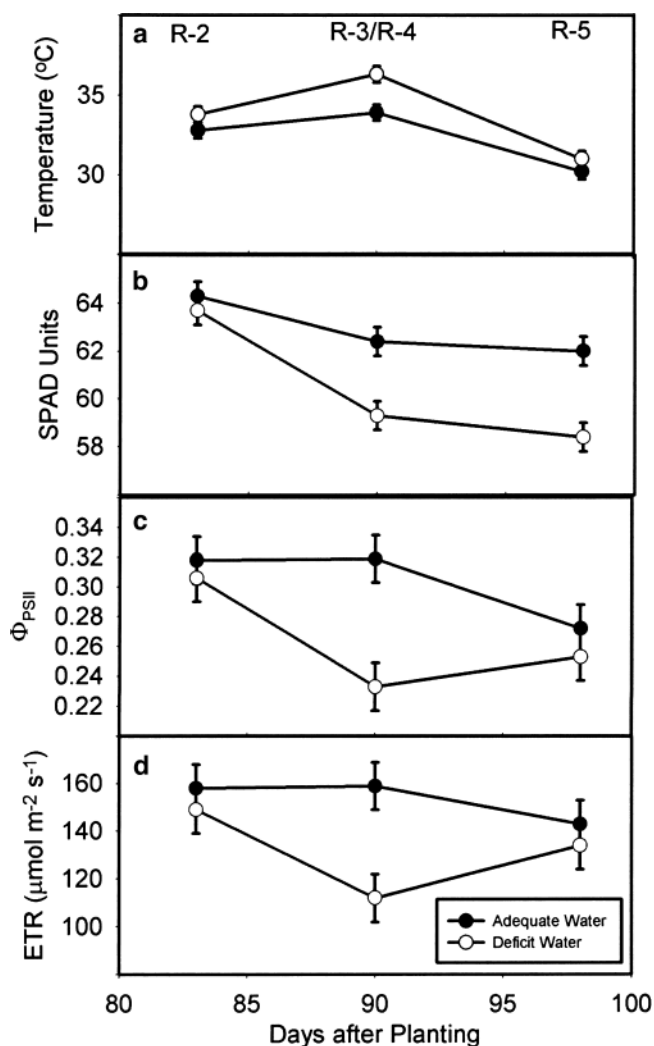 a R-2 R-3/R-4 R-5
Temperature (ºC)
35
30
b
SPAD Units
64
62
60
58
c
ΦPSII
0.34
0.32
0.30
0.28
0.26
0.24
0.22
d
ETR (μmol m-2 s-1)
160
140
120
100
Adequate Water
Deficit Water
80 85 90 95 100
Days after Planting